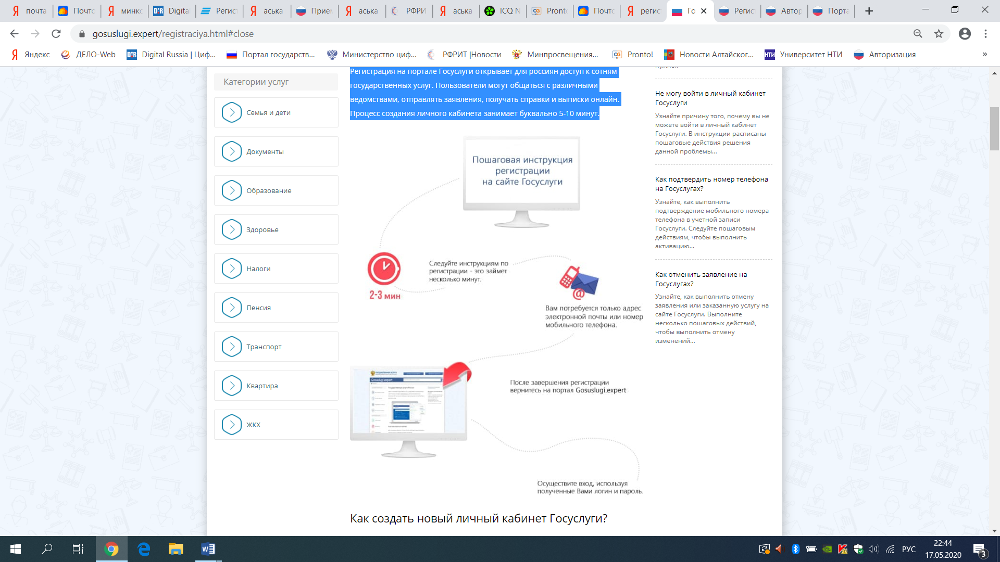 почта
Почто
минко
Digital
Регист
аська
Прием
аська
РФРИ
аська
ICQ N
Pronto
Почто
регис
Го
Регис
Автор
Порта
gosuslugi.expert/registraciya.html#close
Яндекс
ДЕЛО-Web
Digital Russia | Циф...
Портал государств...
Министерство циф...
РФРИТ |Новости
Минпросвещения...
Pronto!
Новости Алтайског...
Университет НТИ
Авторизация
»
Категории услуг
Семья и дети
Документы
Образование
Здоровье
Налоги
Пенсия
Транспорт
Квартира
ЖКХ
Регистрация на портале Госуслуги открывает для россиян доступ к сотням
государственных услуг. Пользователи могут общаться с различными
ведомствами, отправлять заявления, получать справки и выписки онлайн.
Процесс создания личного кабинета занимает буквально 5-10 минут.
Пошаговая инструкция
регистрации
на сайте Госуслуги
2-3 мин
Следуйте инструкциям по
регистрации - это займет
несколько минут.
Вам потребуется только адрес
электронной почты или номер
мобильного телефона.
Gosuslugi.expert
После завершения регистрации
вернитесь на портал Gosuslugi.expert
Осуществите вход, используя
полученные Вами логин и пароль.
Как создать новый личный кабинет Госуслуги?
Не могу войти в личный кабинет
Госуслуги
Узнайте причину того, почему вы не
можете войти в личный кабинет
Госуслуги. В инструкции расписаны
пошаговые действия решения
данной проблемы...
Как подтвердить номер телефона
на Госуслугах?
Узнайте, как выполнить
подтверждение мобильного номера
телефона в учетной записи
Госуслуги. Следуйте пошаговым
действиям, чтобы выполнить
активацию...
Как отменить заявление на
Госуслугах?
Узнайте, как выполнить отмену
заявления или заказанную услугу на
сайте Госуслуги. Выполните
несколько пошаговых действий,
чтобы выполнить отмену
изменений...
РУС
22:44
17.05.2020
3